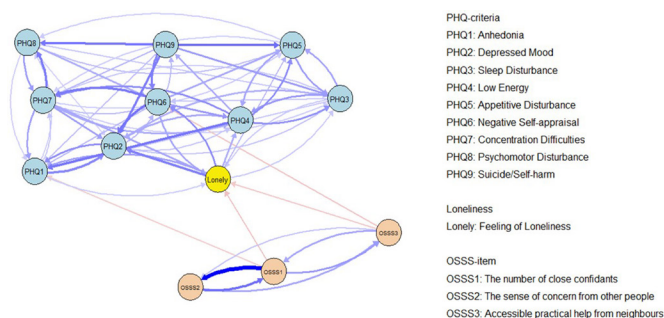 PHQ8
PHQ9
PHQ5
PHQ7
PHQ6
PHQ3
PHQ4
PHQ2
PHQ1
Lonely
OSSS3
OSSS1
OSSS2
PHQ-criteria
PHQ1: Anhedonia
PHQ2: Depressed Mood
PHQ3: Sleep Disturbance
PHQ4: Low Energy
PHQ5: Appetitive Disturbance
PHQ6: Negative Self-appraisal
PHQ7: Concentration Difficulties
PHQ8: Psychomotor Disturbance
PHQ9: Suicide/Self-harm
Loneliness
Lonely: Feeling of Loneliness
OSSS-item
OSSS1: The number of close confidants
OSSS2: The sense of concern from other people
OSSS3: Accessible practical help from neighbours